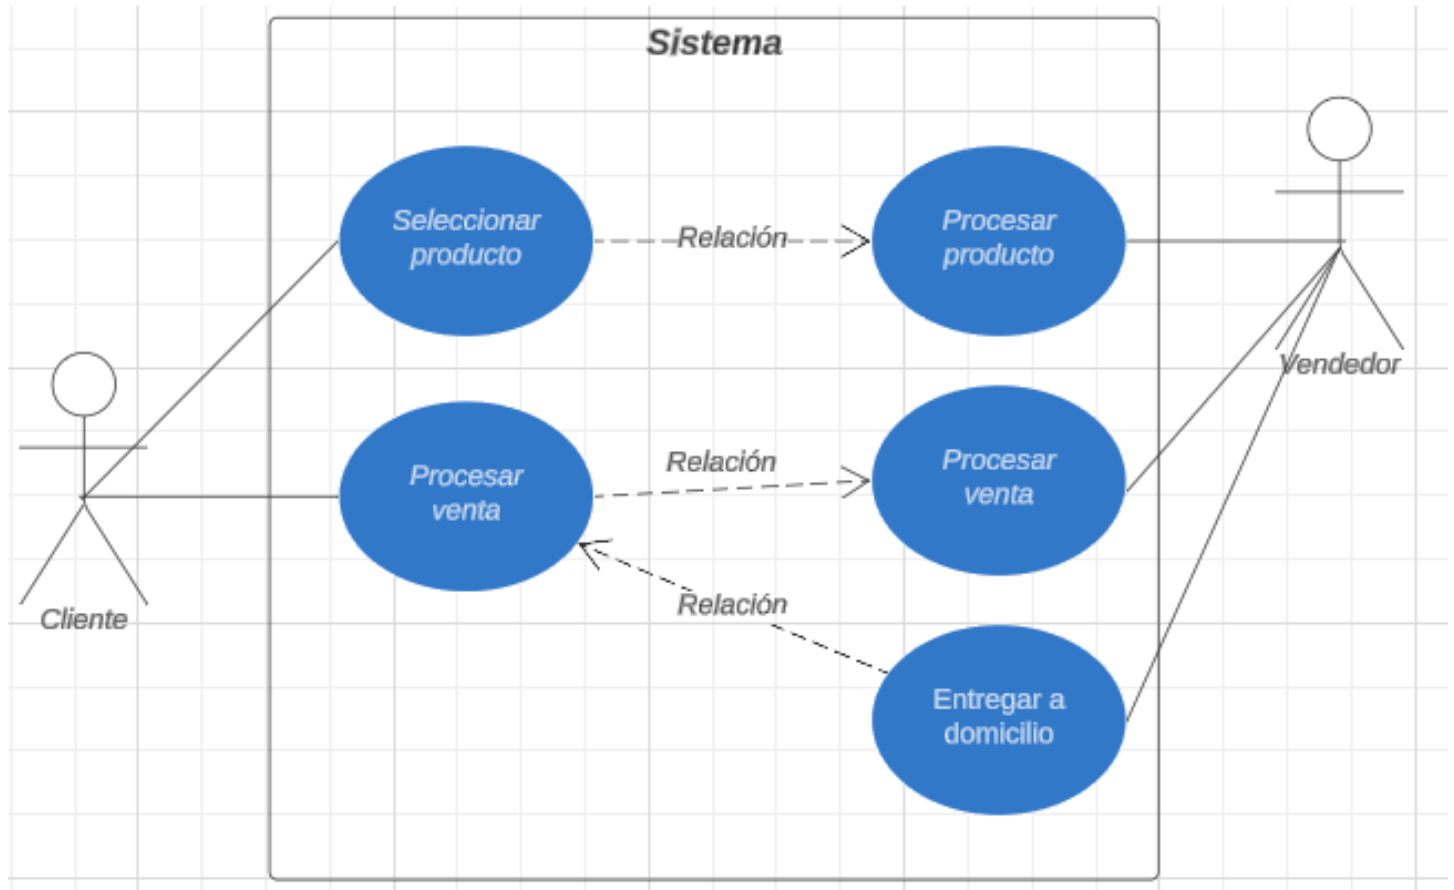 Sistema
Seleccionar
producto
Relación
Procesar
producto
Vendedor
Procesar
venta
Relación
Procesar
venta
Cliente
Relación
Entregar a
domicilio